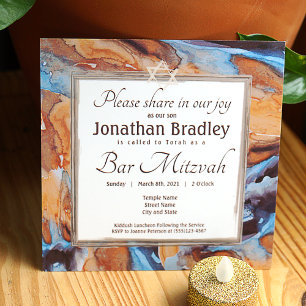 Please share in our joy
as our son
Jonathan Bradley
is called to Torah as a
Bar Mitzvah
Sunday | March 8th, 2021 | 2 O'clock
Temple Name
Street Name
City and State
Kiddush Luncheon Following the Service
RSVP to Joanne Peterson at (555)123-4567